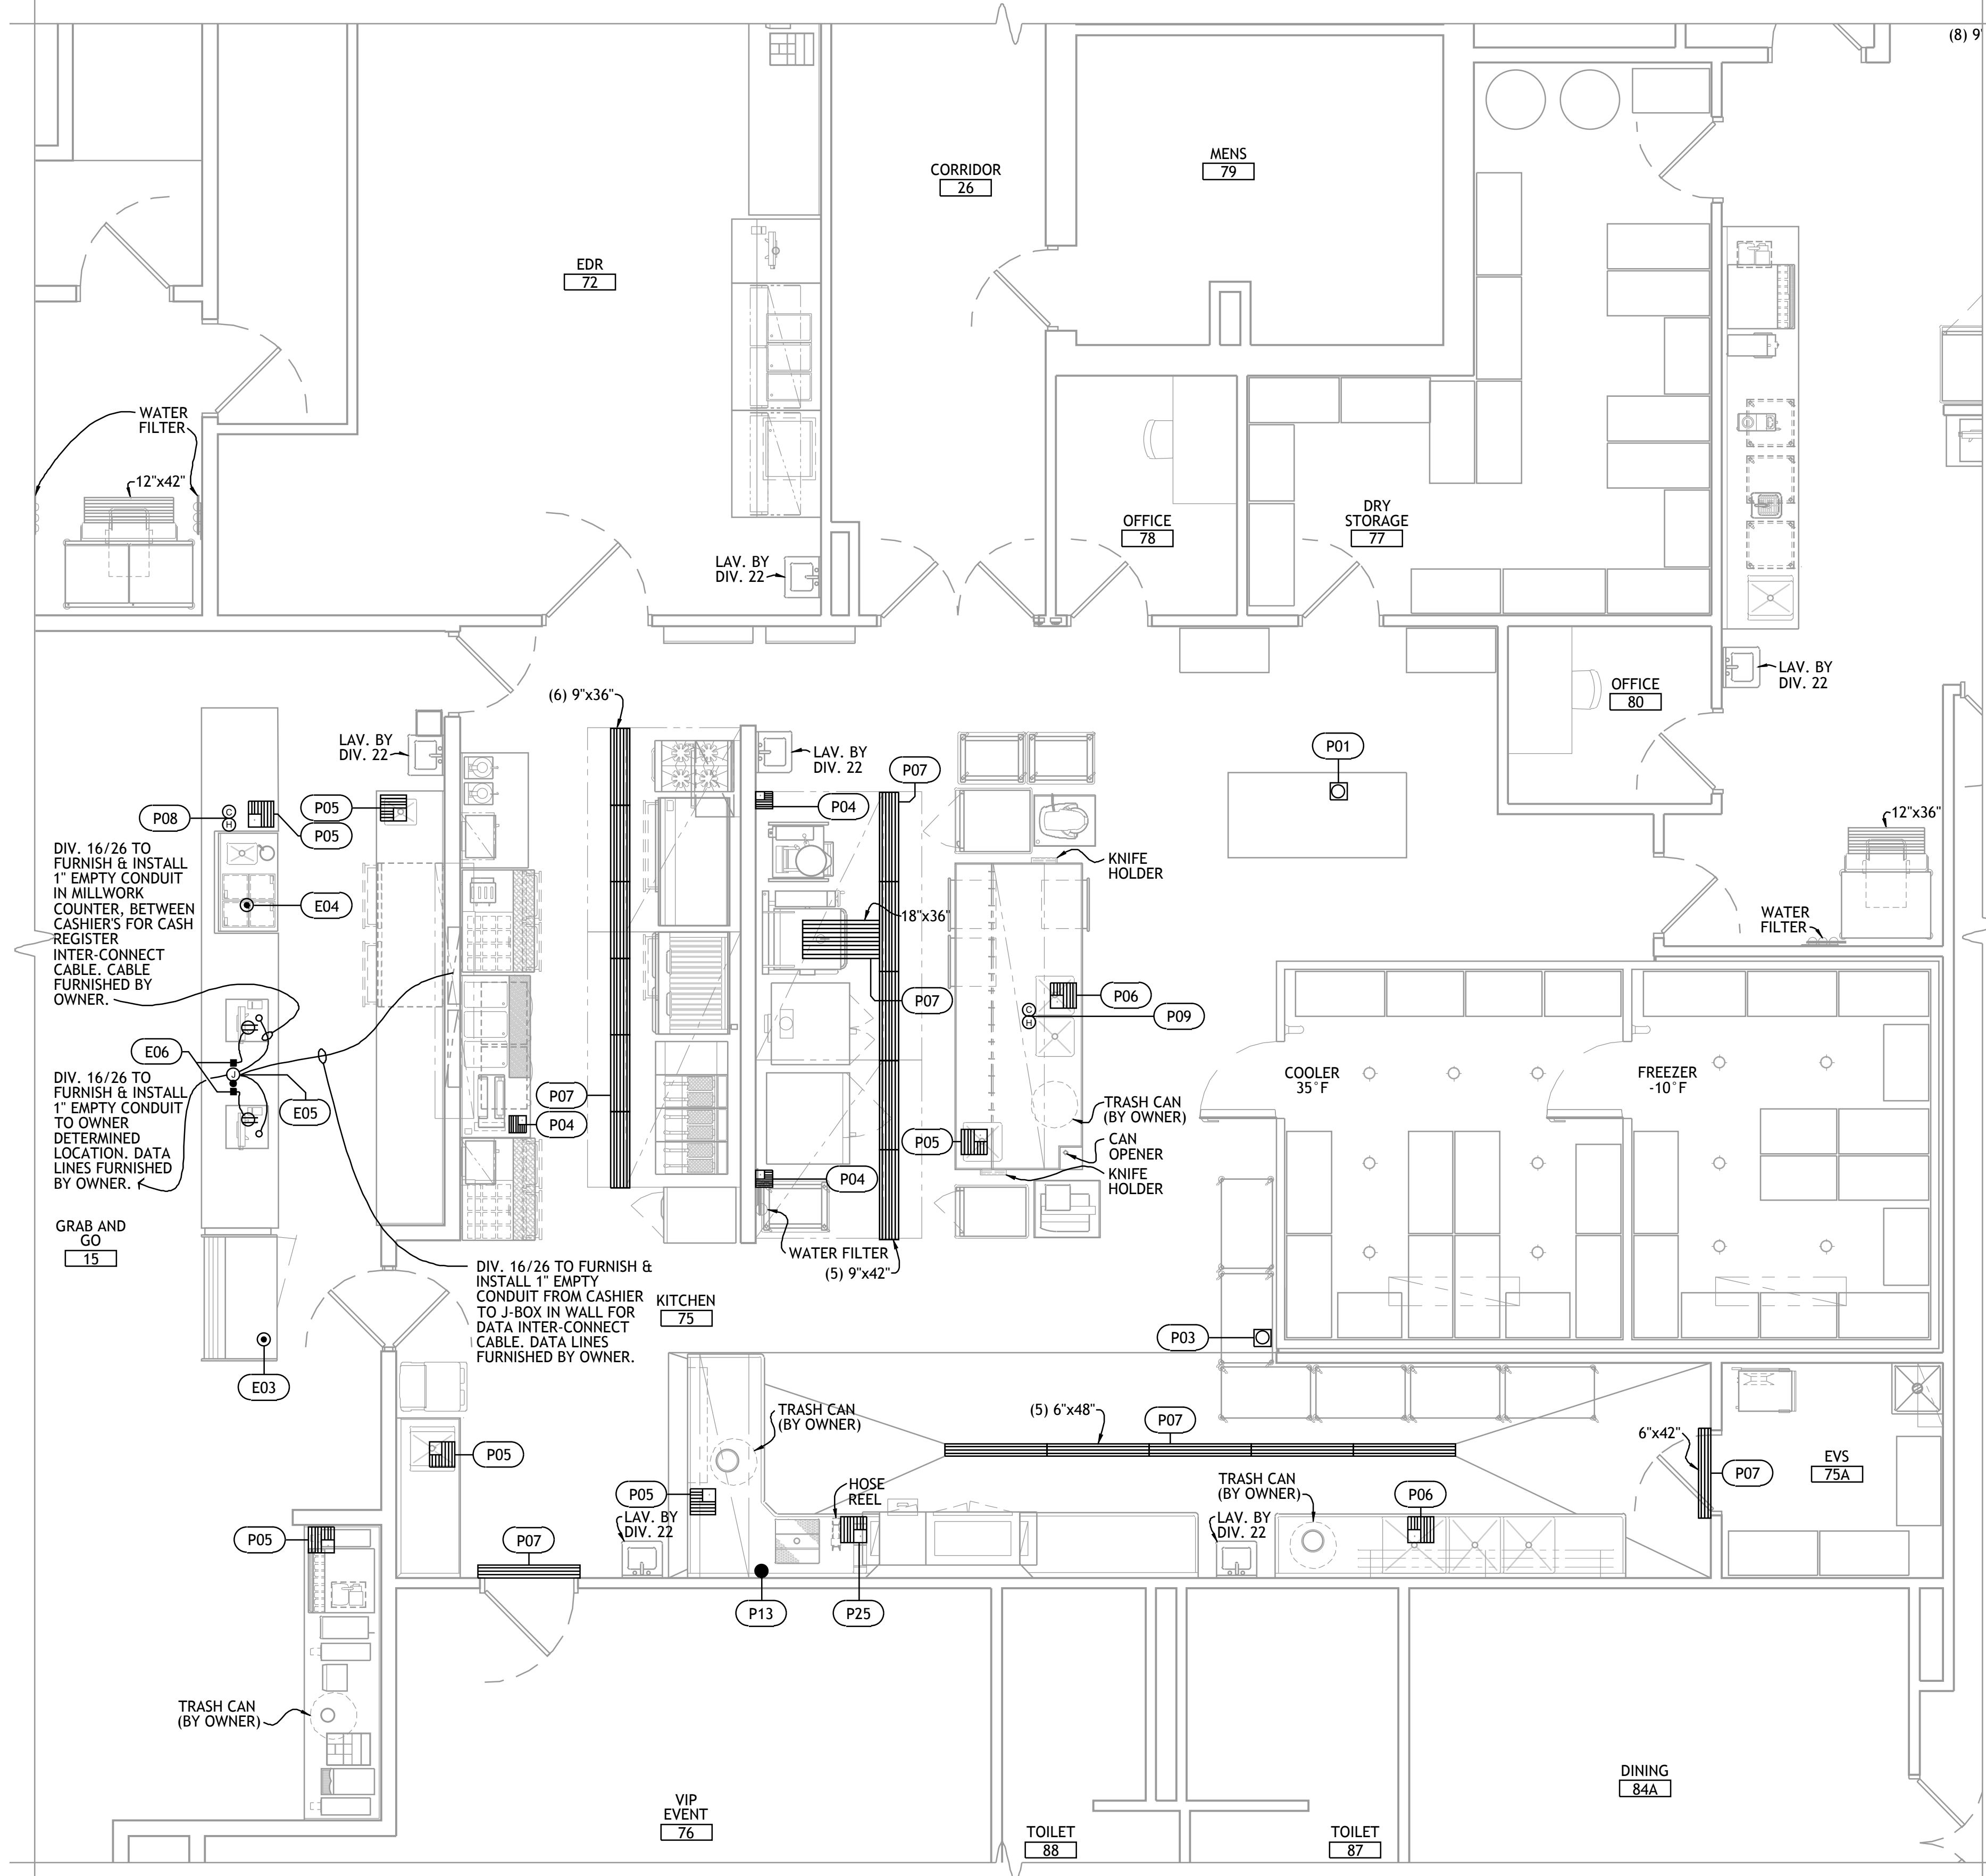 (8) 9'
MENS
79
CORRIDOR
26
EDR
72
WATER
FILTER
12"x42"
OFFICE
78
DRY
STORAGE
77
LAV. BY
DIV. 22
LAV. BY
DIV. 22
OFFICE
80
(6) 9"x36"
LAV. BY
DIV. 22
LAV. BY
DIV. 22
P07
P01
P08
C
H
P05
P05
P04
12"x36"
DIV. 16/26 TO
FURNISH & INSTALL
1" EMPTY CONDUIT
IN MILLWORK
COUNTER, BETWEEN
CASHIER'S FOR CASH
REGISTER
INTER-CONNECT
CABLE. CABLE
FURNISHED BY
OWNER.
E04
KNIFE
HOLDER
18"x36"
WATER
FILTER
P07
P06
C
H
P09
E06
J
E05
DIV. 16/26 TO
FURNISH & INSTALL
1" EMPTY CONDUIT
TO OWNER
DETERMINED
LOCATION. DATA
LINES FURNISHED
BY OWNER.
P07
P04
COOLER
35°F
FREEZER
-10°F
TRASH CAN
(BY OWNER)
P05
CAN
OPENER
KNIFE
HOLDER
P04
GRAB AND
GO
15
WATER FILTER
(5) 9"x42"
DIV. 16/26 TO FURNISH &
INSTALL 1" EMPTY
CONDUIT FROM CASHIER
TO J-BOX IN WALL FOR
DATA INTER-CONNECT
CABLE. DATA LINES
FURNISHED BY OWNER.
KITCHEN
75
P03
E03
TRASH CAN
(BY OWNER)
(5) 6"x48"
P07
6"x42"
P07
EVS
75A
P05
P05
HOSE
REEL
LAV. BY
DIV. 22
TRASH CAN
(BY OWNER)
P06
LAV. BY
DIV. 22
P05
P07
P13
P25
TRASH CAN
(BY OWNER)
VIP
EVENT
76
TOILET
88
TOILET
87
DINING
84A